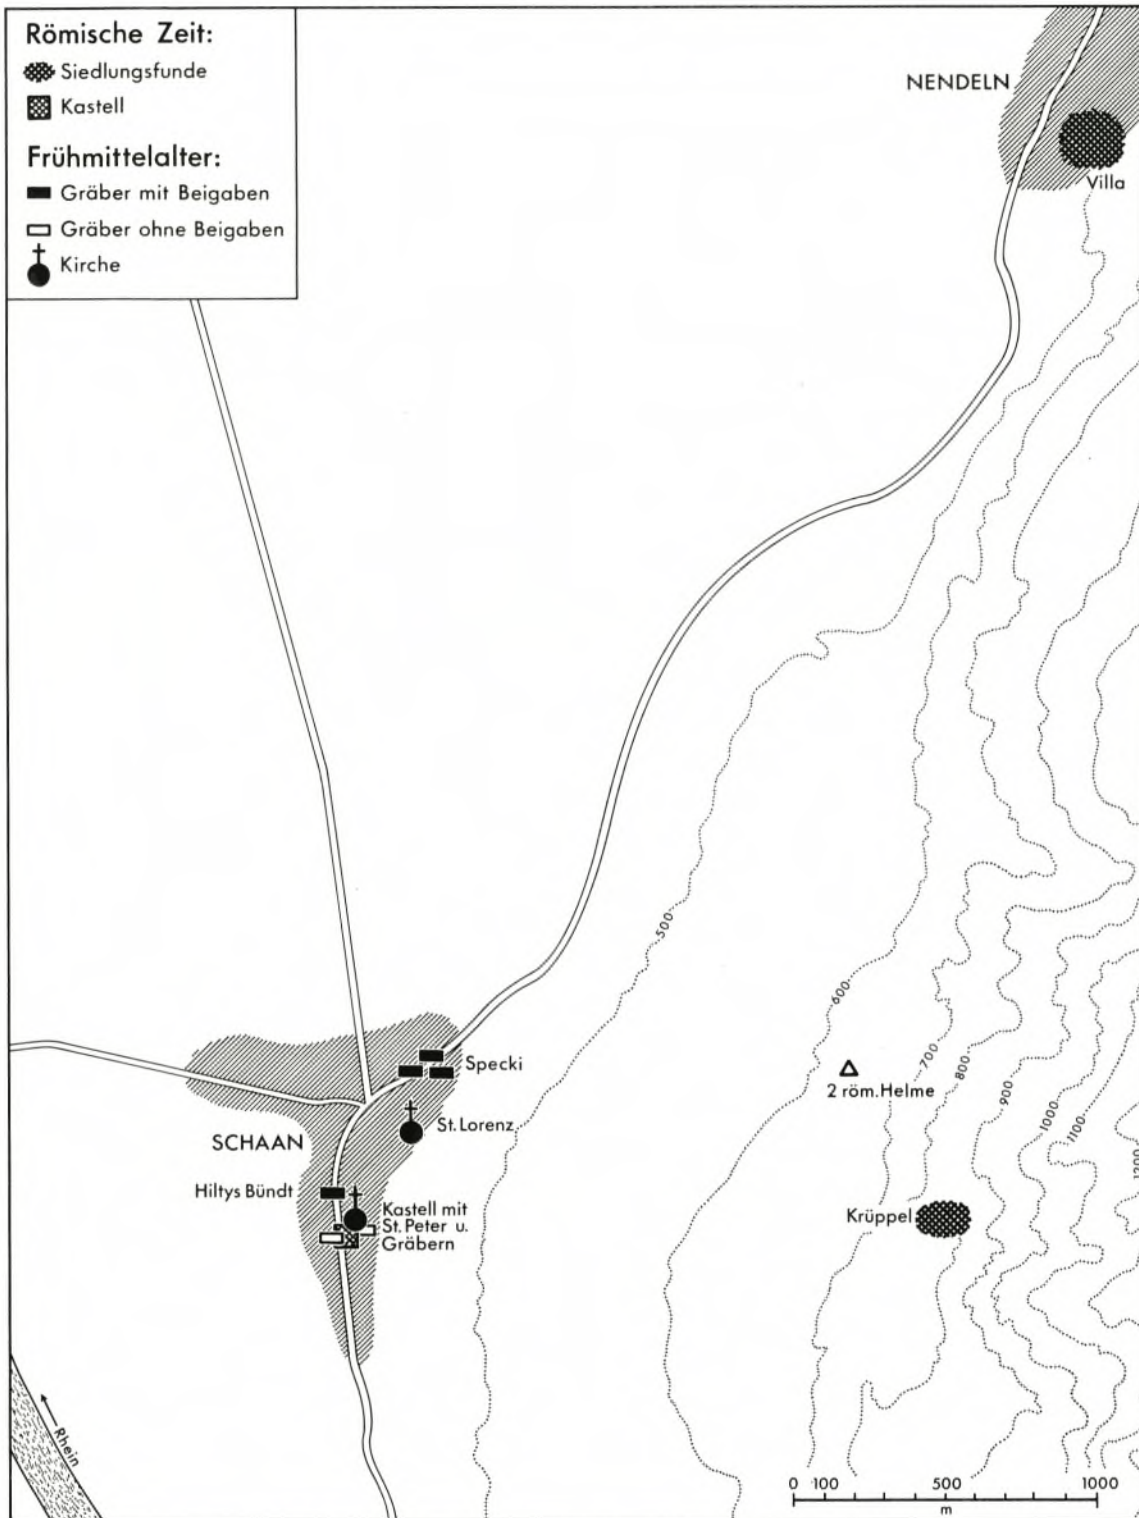 Römische Zeit:
Siedlungsfunde
Kastell
Frühmittelalter:
Gräber mit Beigaben
Gräber ohne Beigaben
Kirche
NENDELN
Villa
500
600
700
800
900
1000
1100
1200
Specki
2 röm. Helme
St. Lorenz
SCHAAN
Hiltys Bündt
Kastell mit
St. Peter u.
Gräbern
Krüppel
Rhein
0 100 500 1000
m